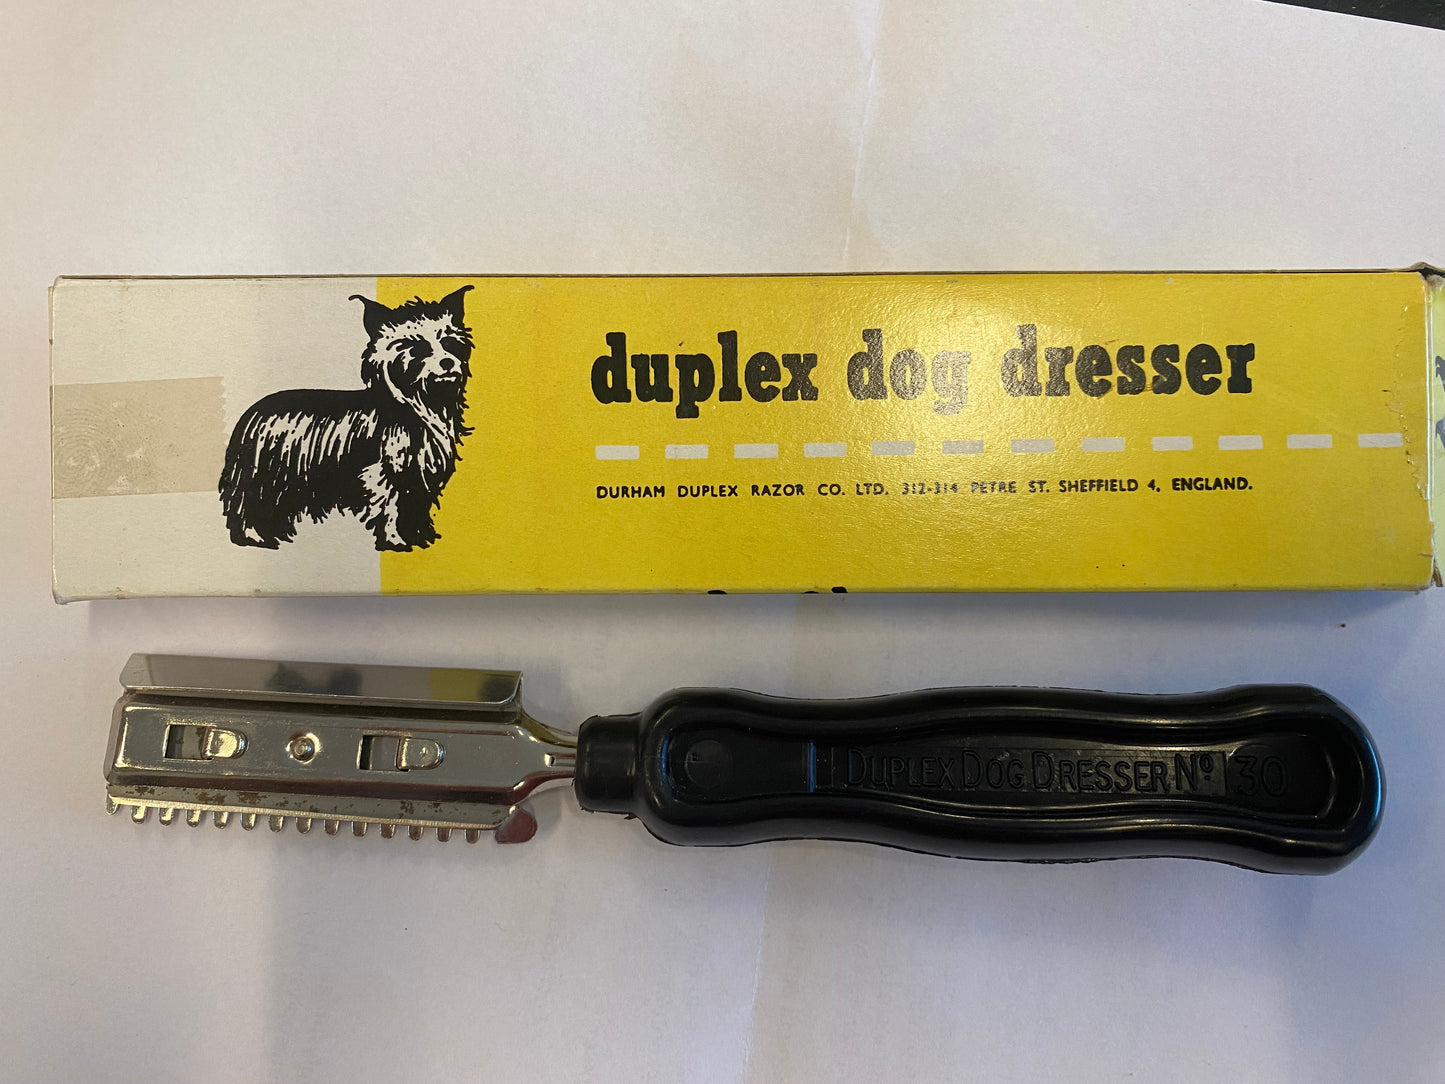 duplex dog dresser
DURHAM DUPLEX RAZOR CO. LTD. 312-314 PETRE ST. SHEFFIELD 4, ENGLAND.
DUPLEX DOG DRESSER Nº 130